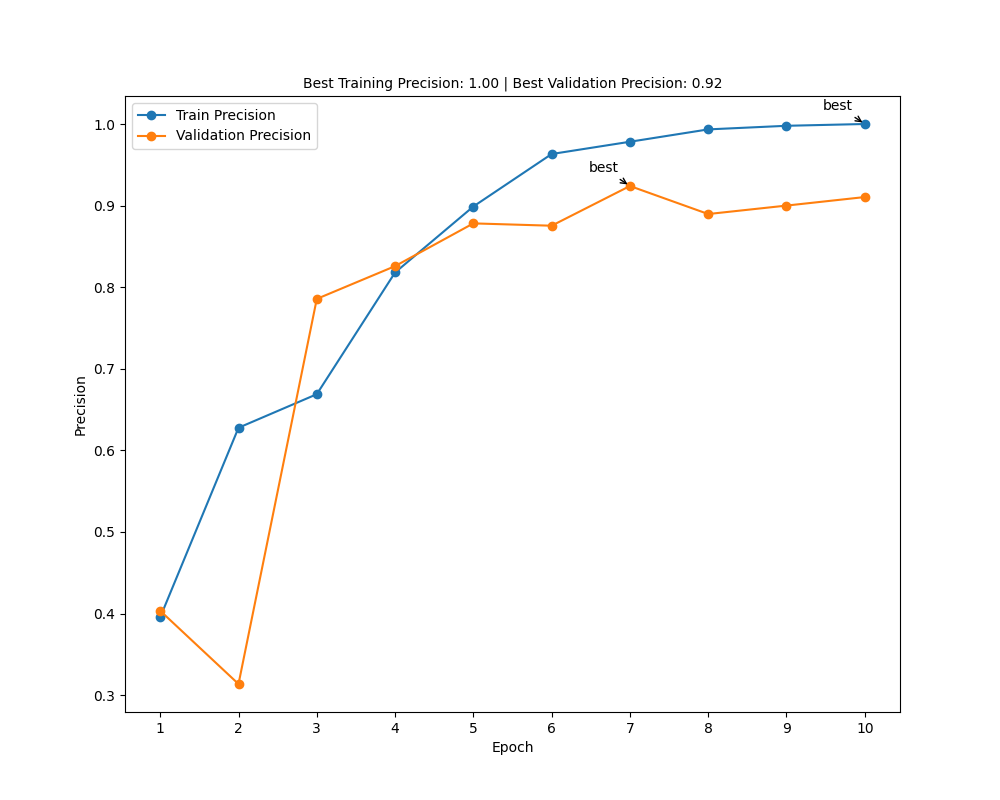 Best Training Precision: 1.00 | Best Validation Precision: 0.92
Train Precision
Validation Precision
best
best
1.0
0.9
0.8
0.7
0.6
0.5
0.4
0.3
Precision
1 2 3 4 5 6 7 8 9 10
Epoch